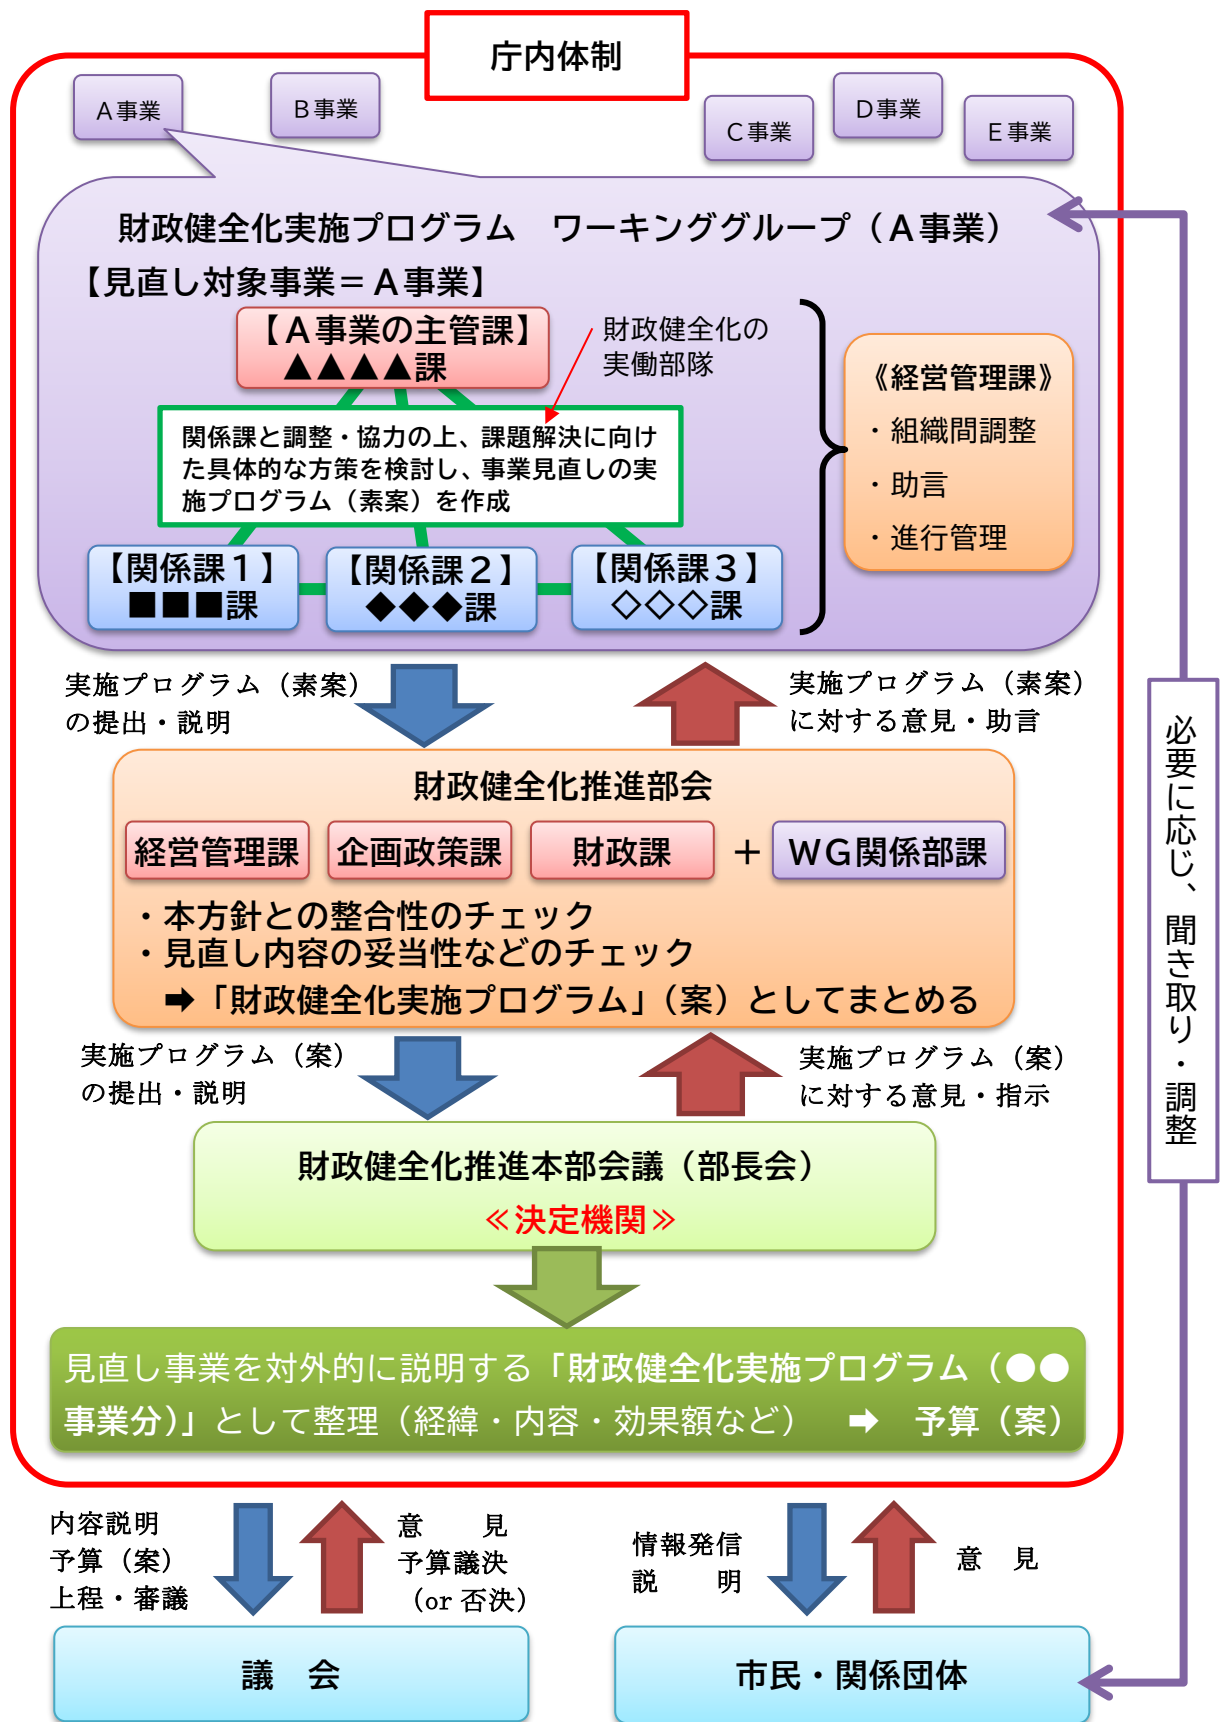 庁内体制
Ａ事業
Ｂ事業
Ｃ事業
Ｄ事業
Ｅ事業
財政健全化実施プログラム　ワーキンググループ（Ａ事業）
【見直し対象事業＝Ａ事業】
【Ａ事業の主管課】
▲▲▲▲課
財政健全化の
実働部隊
関係課と調整・協力の上、課題解決に向け
た具体的な方策を検討し、事業見直しの実
施プログラム（素案）を作成
【関係課１】
■■■課
【関係課２】
◆◆◆課
【関係課３】
◇◇◇課
《経営管理課》
・組織間調整
・助言
・進行管理
実施プログラム（素案）
の提出・説明
実施プログラム（素案）
に対する意見・助言
財政健全化推進部会
経営管理課
企画政策課
財政課
＋
ＷＧ関係部課
・本方針との整合性のチェック
・見直し内容の妥当性などのチェック
➡「財政健全化実施プログラム」（案）としてまとめる
実施プログラム（案）
の提出・説明
実施プログラム（案）
に対する意見・指示
財政健全化推進本部会議（部長会）
≪決定機関≫
見直し事業を対外的に説明する「財政健全化実施プログラム（●●
事業分）」として整理（経緯・内容・効果額など）　➡　予算（案）
内容説明
予算（案）
上程・審議
意　　見
予算議決
（or 否決）
情報発信
説　　明
意　見
議　会
市民・関係団体
必要に応じ、聞き取り・調整